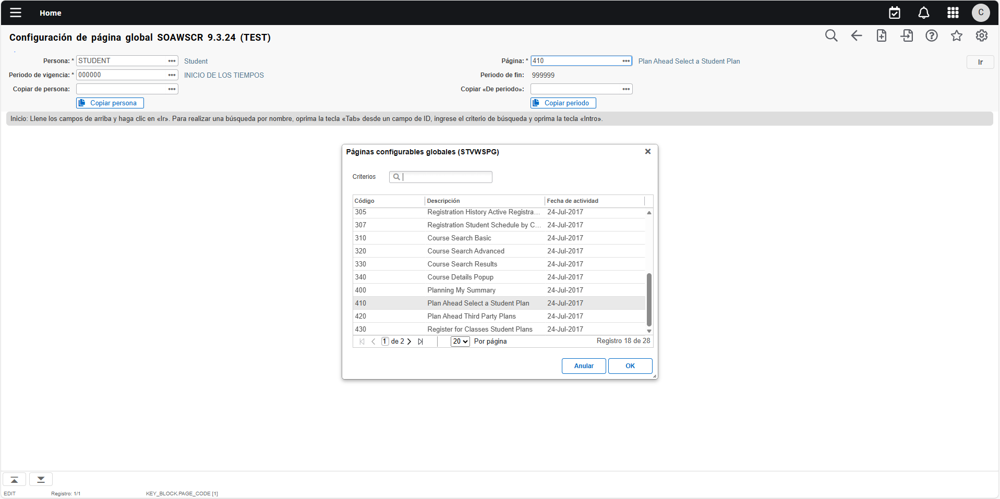 Home
C
Configuración de página global SOAWSCR 9.3.24 (TEST)
Persona: * STUDENT ••• Student
Página: * 410 ••• Plan Ahead Select a Student Plan
Ir
Periodo de vigencia: * 000000 ••• INICIO DE LOS TIEMPOS
Periodo de fin: 999999
Copiar de persona: •••
Copiar «De periodo»: •••
Copiar persona
Copiar periodo
Inicio: Llene los campos de arriba y haga clic en «Ir». Para realizar una búsqueda por nombre, oprima la tecla «Tab» desde un campo de ID, ingrese el criterio de búsqueda y oprima la tecla «Intro».
Páginas configurables globales (STVWSPG)
Criterios
Código Descripción Fecha de actividad
305 Registration History Active Registra... 24-Jul-2017
307 Registration Student Schedule by C... 24-Jul-2017
310 Course Search Basic 24-Jul-2017
320 Course Search Advanced 24-Jul-2017
330 Course Search Results 24-Jul-2017
340 Course Details Popup 24-Jul-2017
400 Planning My Summary 24-Jul-2017
410 Plan Ahead Select a Student Plan 24-Jul-2017
420 Plan Ahead Third Party Plans 24-Jul-2017
430 Register for Classes Student Plans 24-Jul-2017
1 de 2 20 Por página Registro 18 de 28
Anular OK
EDIT Registro: 1/1 KEY_BLOCK.PAGE_CODE [1]